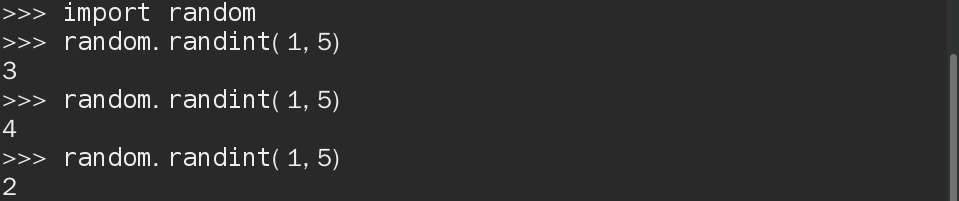 >>> import random
>>> random.randint(1,5)
3
>>> random.randint(1,5)
4
>>> random.randint(1,5)
2